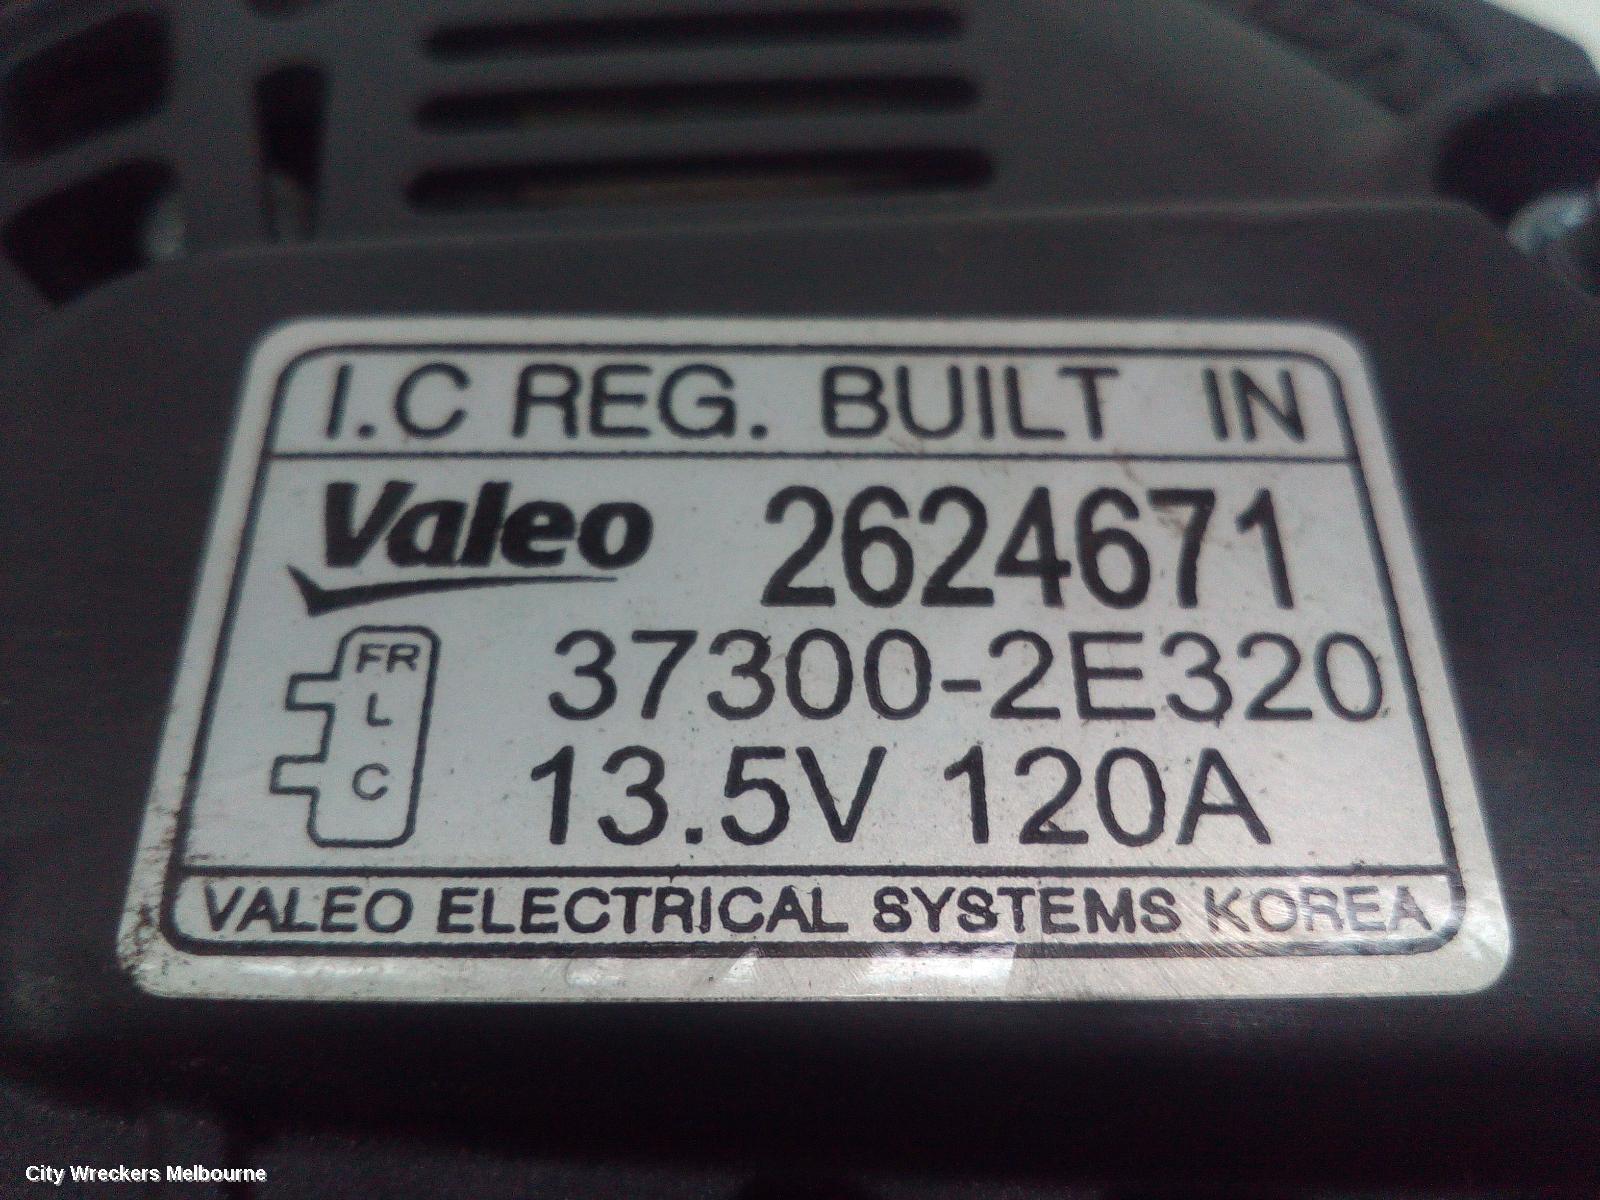 I.C REG. BUILT IN
Valeo 2624671
FR
L
C
37300-2E320
13.5V 120A
VALEO ELECTRICAL SYSTEMS KOREA
City Wreckers Melbourne